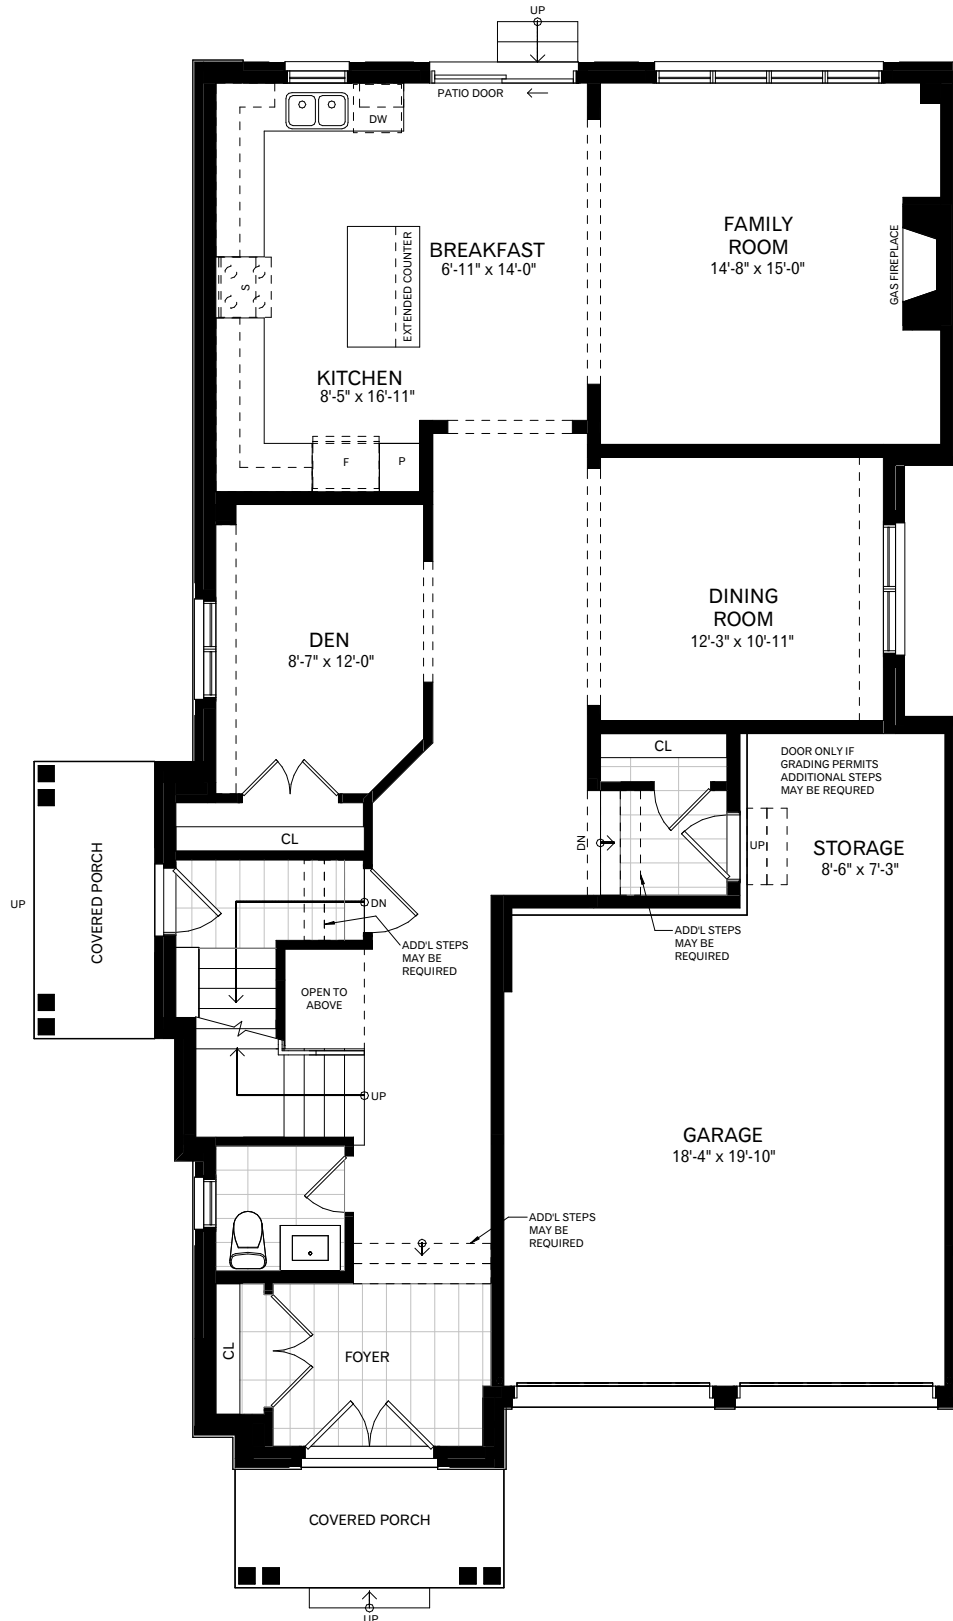 UP
PATIO DOOR
DW
FAMILY
ROOM
14'-8" x 15'-0"
BREAKFAST
6'-11" x 14'-0"
EXTENDED COUNTER
GAS FIREPLACE
S
KITCHEN
8'-5" x 16'-11"
F
P
DINING
ROOM
12'-3" x 10'-11"
DEN
8'-7" x 12'-0"
CL
DOOR ONLY IF
GRADING PERMITS
ADDITIONAL STEPS
MAY BE REQURED
CL
DN
UP
STORAGE
8'-6" x 7'-3"
UP
COVERED PORCH
DN
ADD'L STEPS
MAY BE
REQUIRED
ADD'L STEPS
MAY BE
REQUIRED
OPEN TO
ABOVE
UP
GARAGE
18'-4" x 19'-10"
ADD'L STEPS
MAY BE
REQUIRED
CL
FOYER
COVERED PORCH
UP